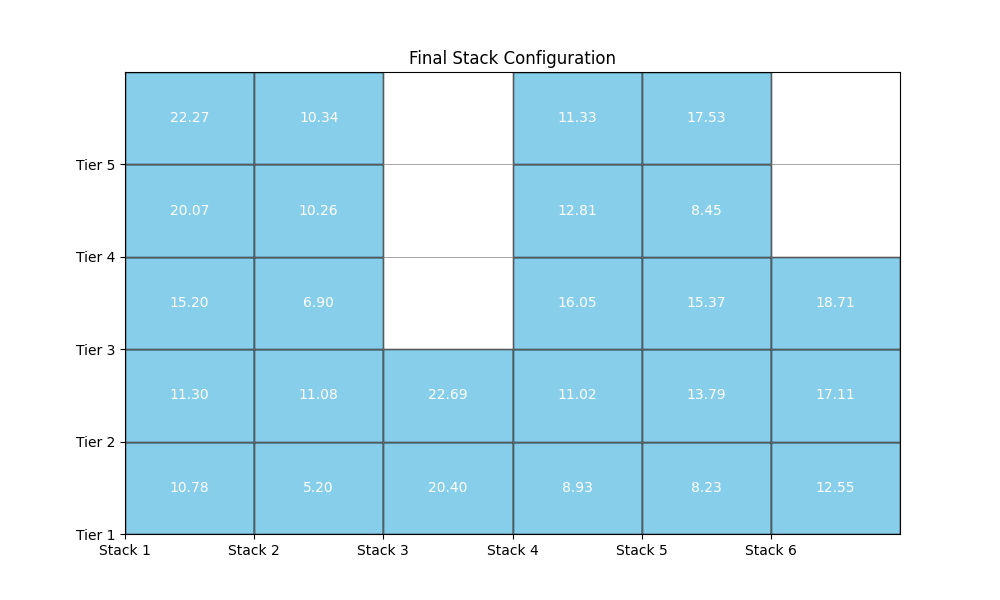 Final Stack Configuration
22.27 10.34 11.33 17.53
Tier 5
20.07 10.26 12.81 8.45
Tier 4
15.20 6.90 16.05 15.37 18.71
Tier 3
11.30 11.08 22.69 11.02 13.79 17.11
Tier 2
10.78 5.20 20.40 8.93 8.23 12.55
Tier 1
Stack 1 Stack 2 Stack 3 Stack 4 Stack 5 Stack 6